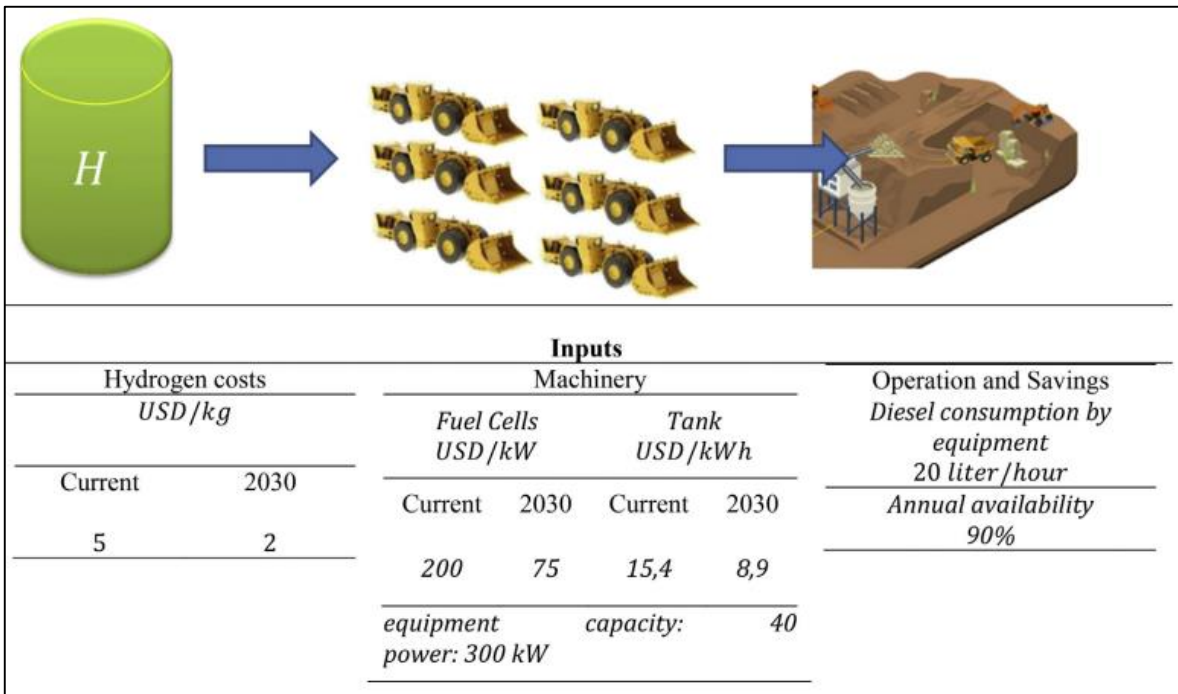 H
Inputs
Hydrogen costs
USD/kg
Current 2030
5 2
Machinery
Fuel Cells
USD/kW
Tank
USD/kWh
Current 2030 Current 2030
200 75 15,4 8,9
equipment capacity: 40
power: 300 kW
Operation and Savings
Diesel consumption by
equipment
20 liter/hour
Annual availability
90%